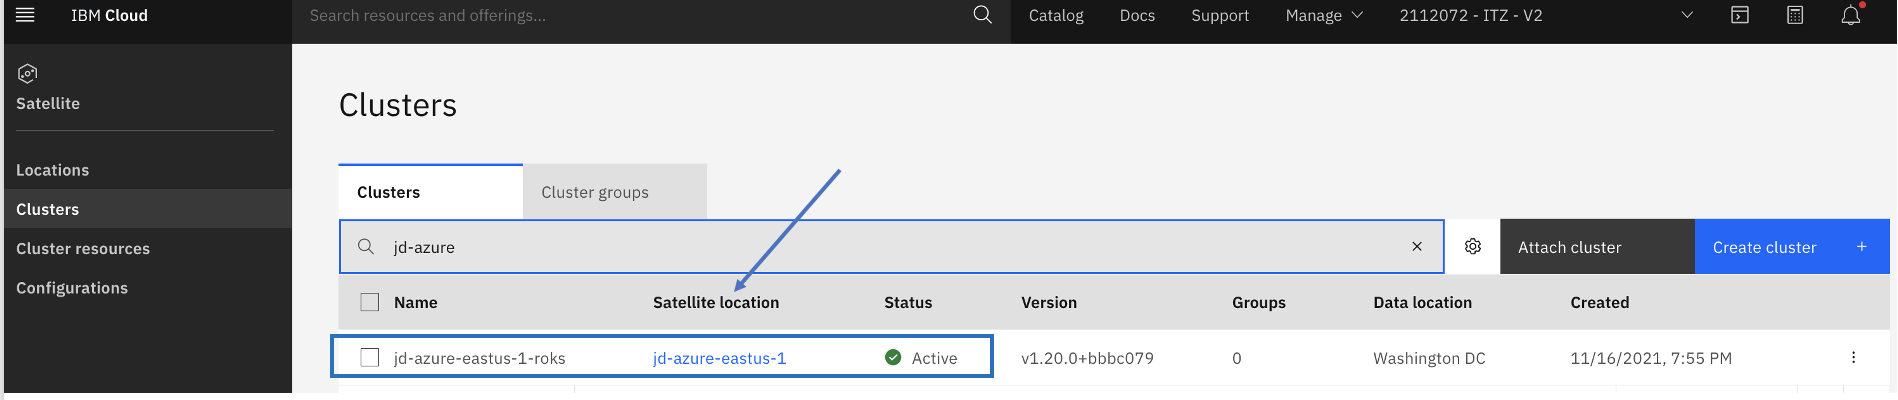 IBM Cloud
Search resources and offerings...
Catalog
Docs
Support
Manage
2112072 - ITZ - V2
Satellite
Locations
Clusters
Cluster resources
Configurations
Clusters
Clusters
Cluster groups
jd-azure
Attach cluster
Create cluster +
Name Satellite location Status Version Groups Data location Created
jd-azure-eastus-1-roks jd-azure-eastus-1 Active v1.20.0+bbbc079 0 Washington DC 11/16/2021, 7:55 PM